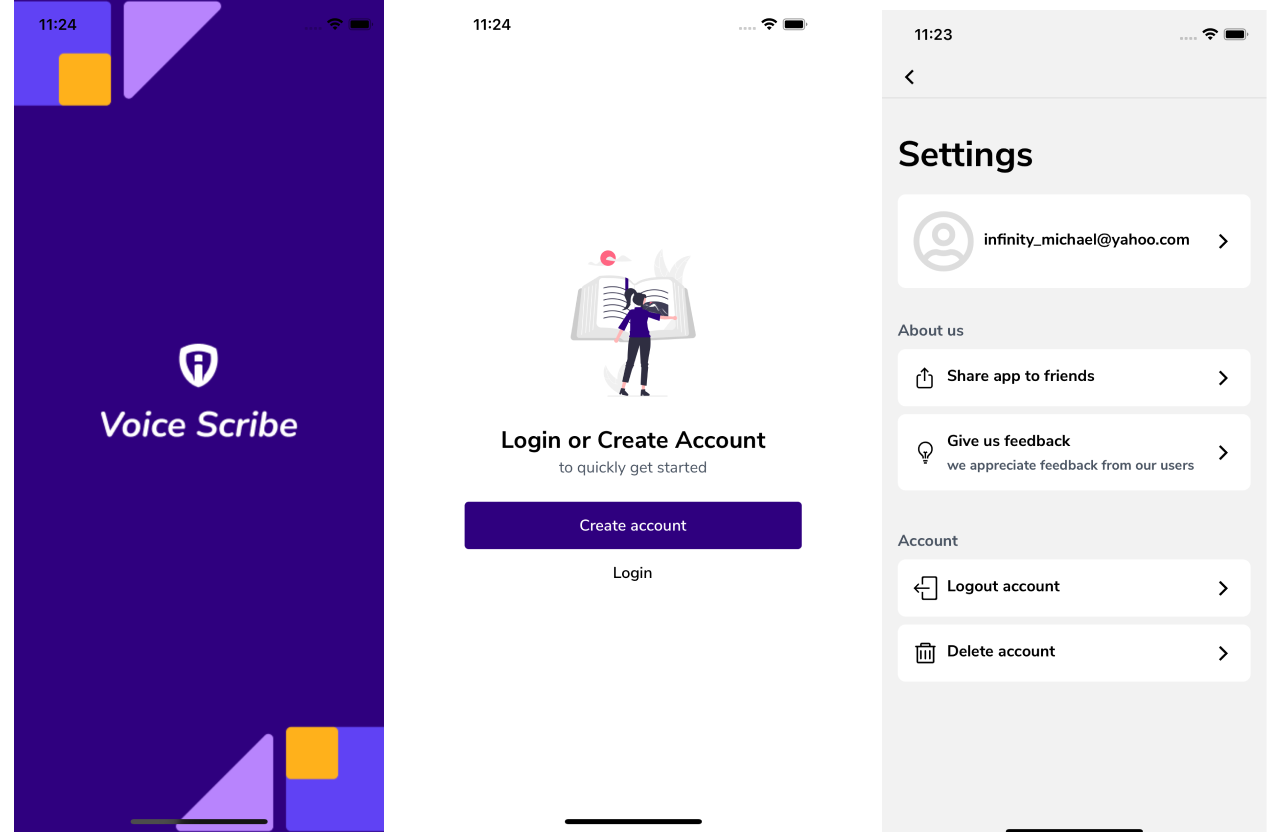 11:24
Voice Scribe
11:24
Login or Create Account
to quickly get started
Create account
Login
11:23
Settings
infinity_michael@yahoo.com
About us
Share app to friends
Give us feedback
we appreciate feedback from our users
Account
Logout account
Delete account